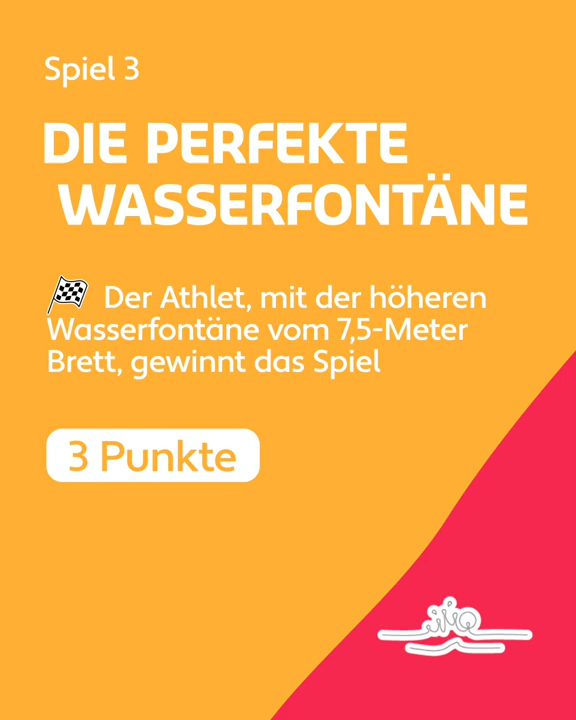 Spiel 3
DIE PERFEKTE
WASSERFONTÄNE
Der Athlet, mit der höheren
Wasserfontäne vom 7,5-Meter
Brett, gewinnt das Spiel
3 Punkte